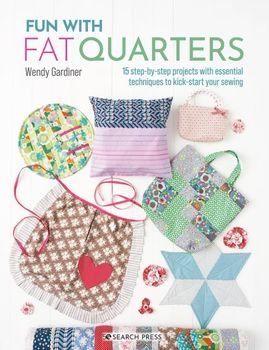 FUN WITH
FAT QUARTERS
Wendy Gardiner
15 step-by-step projects with essential
techniques to kick-start your sewing
SEARCH PRESS